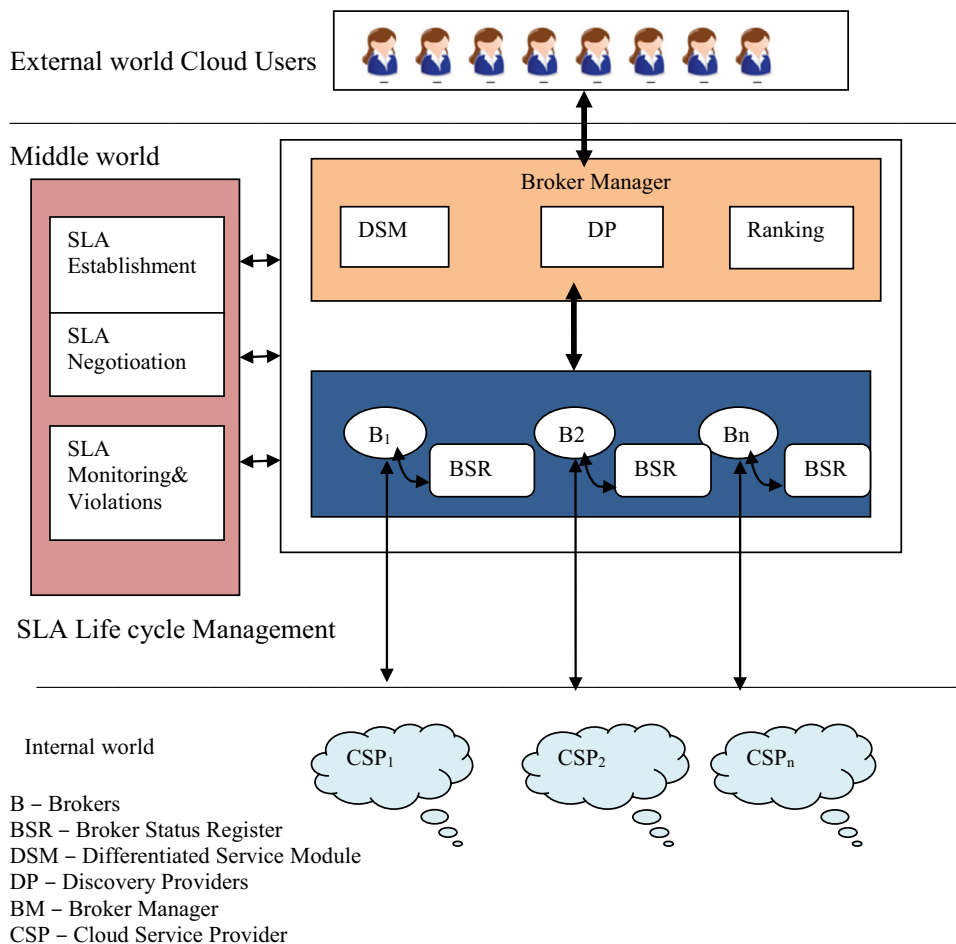 External world Cloud Users
Middle world
Broker Manager
DSM
DP
Ranking
SLA
Establishment
SLA
Negotioation
SLA
Monitoring&
Violations
B₁
BSR
B2
BSR
Bn
BSR
SLA Life cycle Management
Internal world
CSP₁
CSP₂
CSPₙ
B – Brokers
BSR – Broker Status Register
DSM – Differentiated Service Module
DP – Discovery Providers
BM – Broker Manager
CSP – Cloud Service Provider